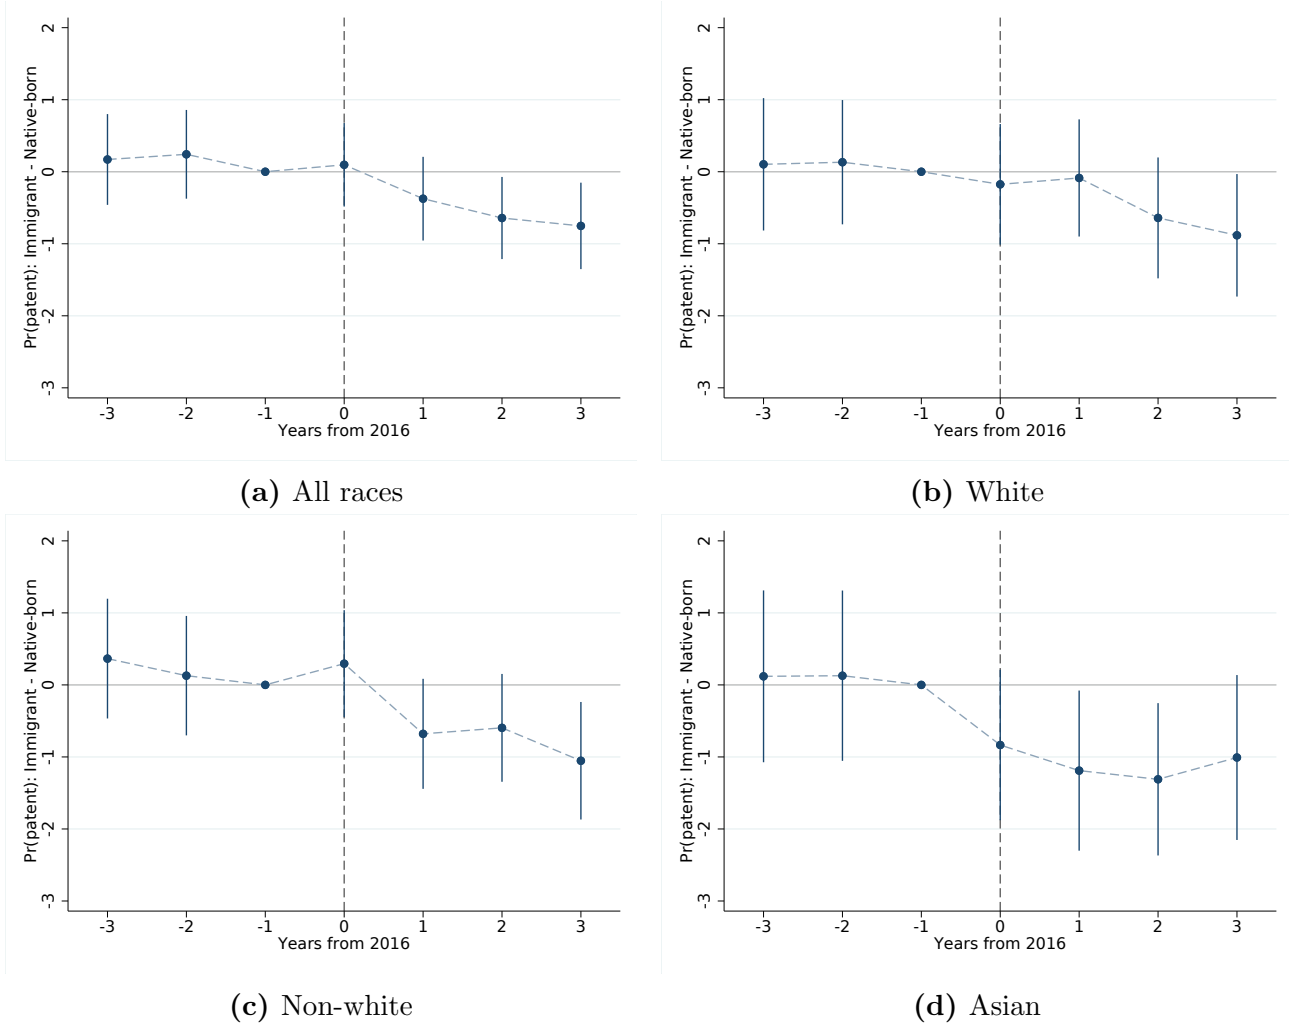 Pr(patent): Immigrant - Native-born
2
1
0
-1
-2
-3
-3 -2 -1 0 1 2 3
Years from 2016
(a) All races
Pr(patent): Immigrant - Native-born
2
1
0
-1
-2
-3
-3 -2 -1 0 1 2 3
Years from 2016
(b) White
Pr(patent): Immigrant - Native-born
2
1
0
-1
-2
-3
-3 -2 -1 0 1 2 3
Years from 2016
(c) Non-white
Pr(patent): Immigrant - Native-born
2
1
0
-1
-2
-3
-3 -2 -1 0 1 2 3
Years from 2016
(d) Asian